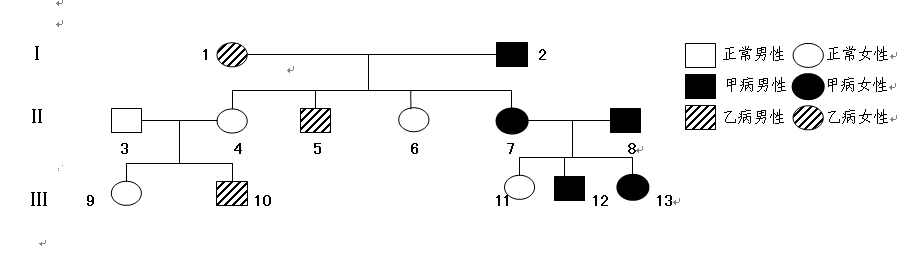 I 1 2 正常男性 正常女性
甲病男性 甲病女性
II 乙病男性 乙病女性
3 4 5 6 7 8
III 9 10 11 12 13